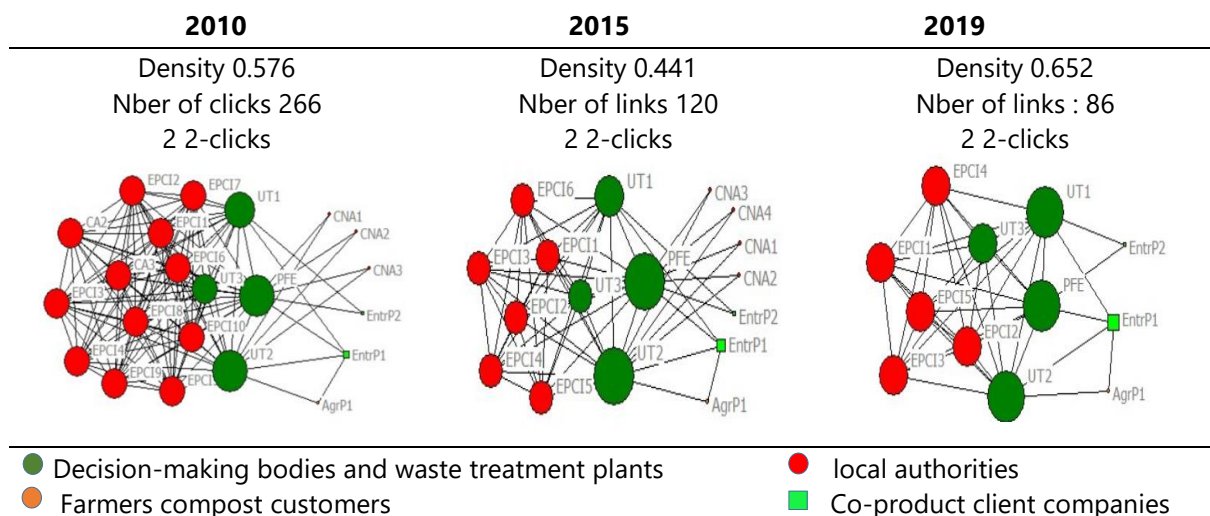 2010 2015 2019
Density 0.576 Density 0.441 Density 0.652
Nber of clicks 266 Nber of links 120 Nber of links : 86
2 2-clicks 2 2-clicks 2 2-clicks
EPCI2 EPCI7 UT1
CA2 EPCI1 CNA1
CNA2
CA3 EPCI6
UT3 PFE CNA3
EPCI3 EPCI8 EntrP2
EPCI10
EPCI4 EPCI9 UT2 EntrP1
EPCI
AgrP1
EPCI6 UT1 CNA3
CNA4
EPCI3 EPCI1 CNA1
PFE
UT3 CNA2
EPCI2 EntrP2
EPCI4 UT2 EntrP1
EPCI5
AgrP1
EPCI4 UT1
EPCI1 UT3 EntrP2
EPCI5 PFE
EPCI2 EntrP1
EPCI3
UT2 AgrP1
Decision-making bodies and waste treatment plants local authorities
Farmers compost customers Co-product client companies